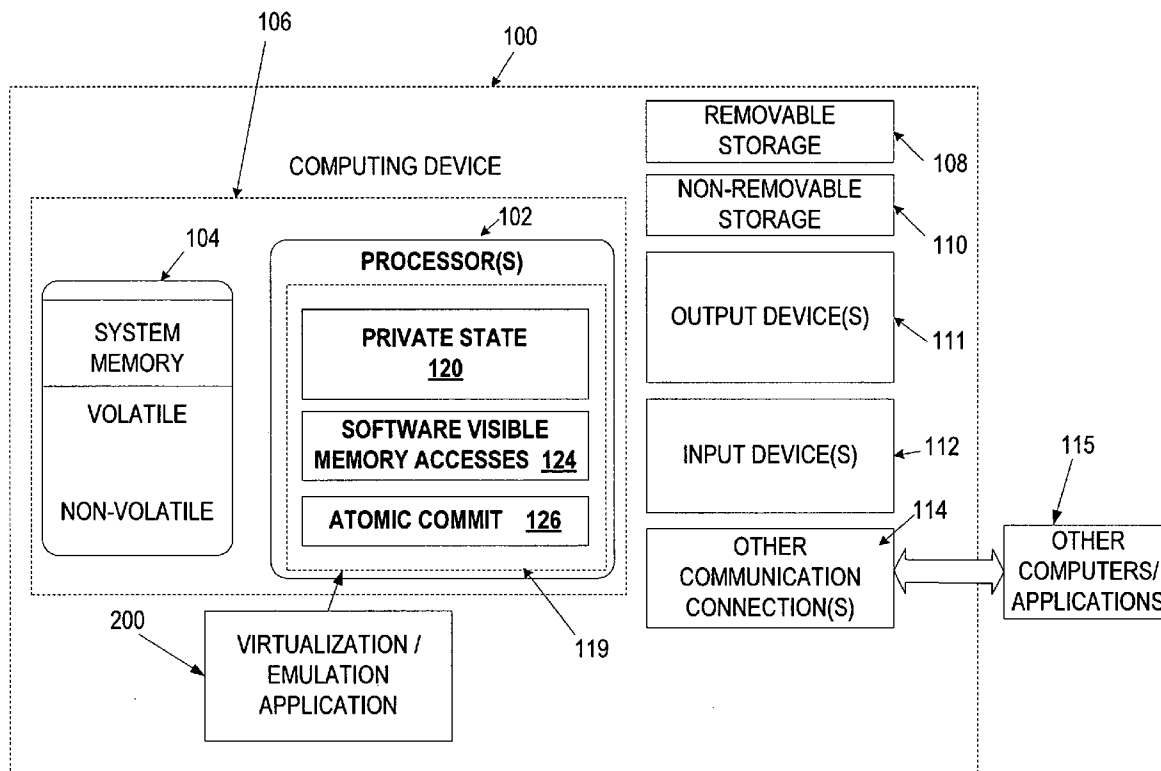 106
100
REMOVABLE
STORAGE
108
COMPUTING DEVICE
NON-REMOVABLE
STORAGE
110
102
104
PROCESSOR(S)
SYSTEM
MEMORY
VOLATILE
NON-VOLATILE
PRIVATE STATE
120
SOFTWARE VISIBLE
MEMORY ACCESSES 124
ATOMIC COMMIT 126
OUTPUT DEVICE(S)
111
INPUT DEVICE(S)
112
114
115
OTHER
COMMUNICATION
CONNECTION(S)
OTHER
COMPUTERS/
APPLICATIONS
200
VIRTUALIZATION /
EMULATION
APPLICATION
119